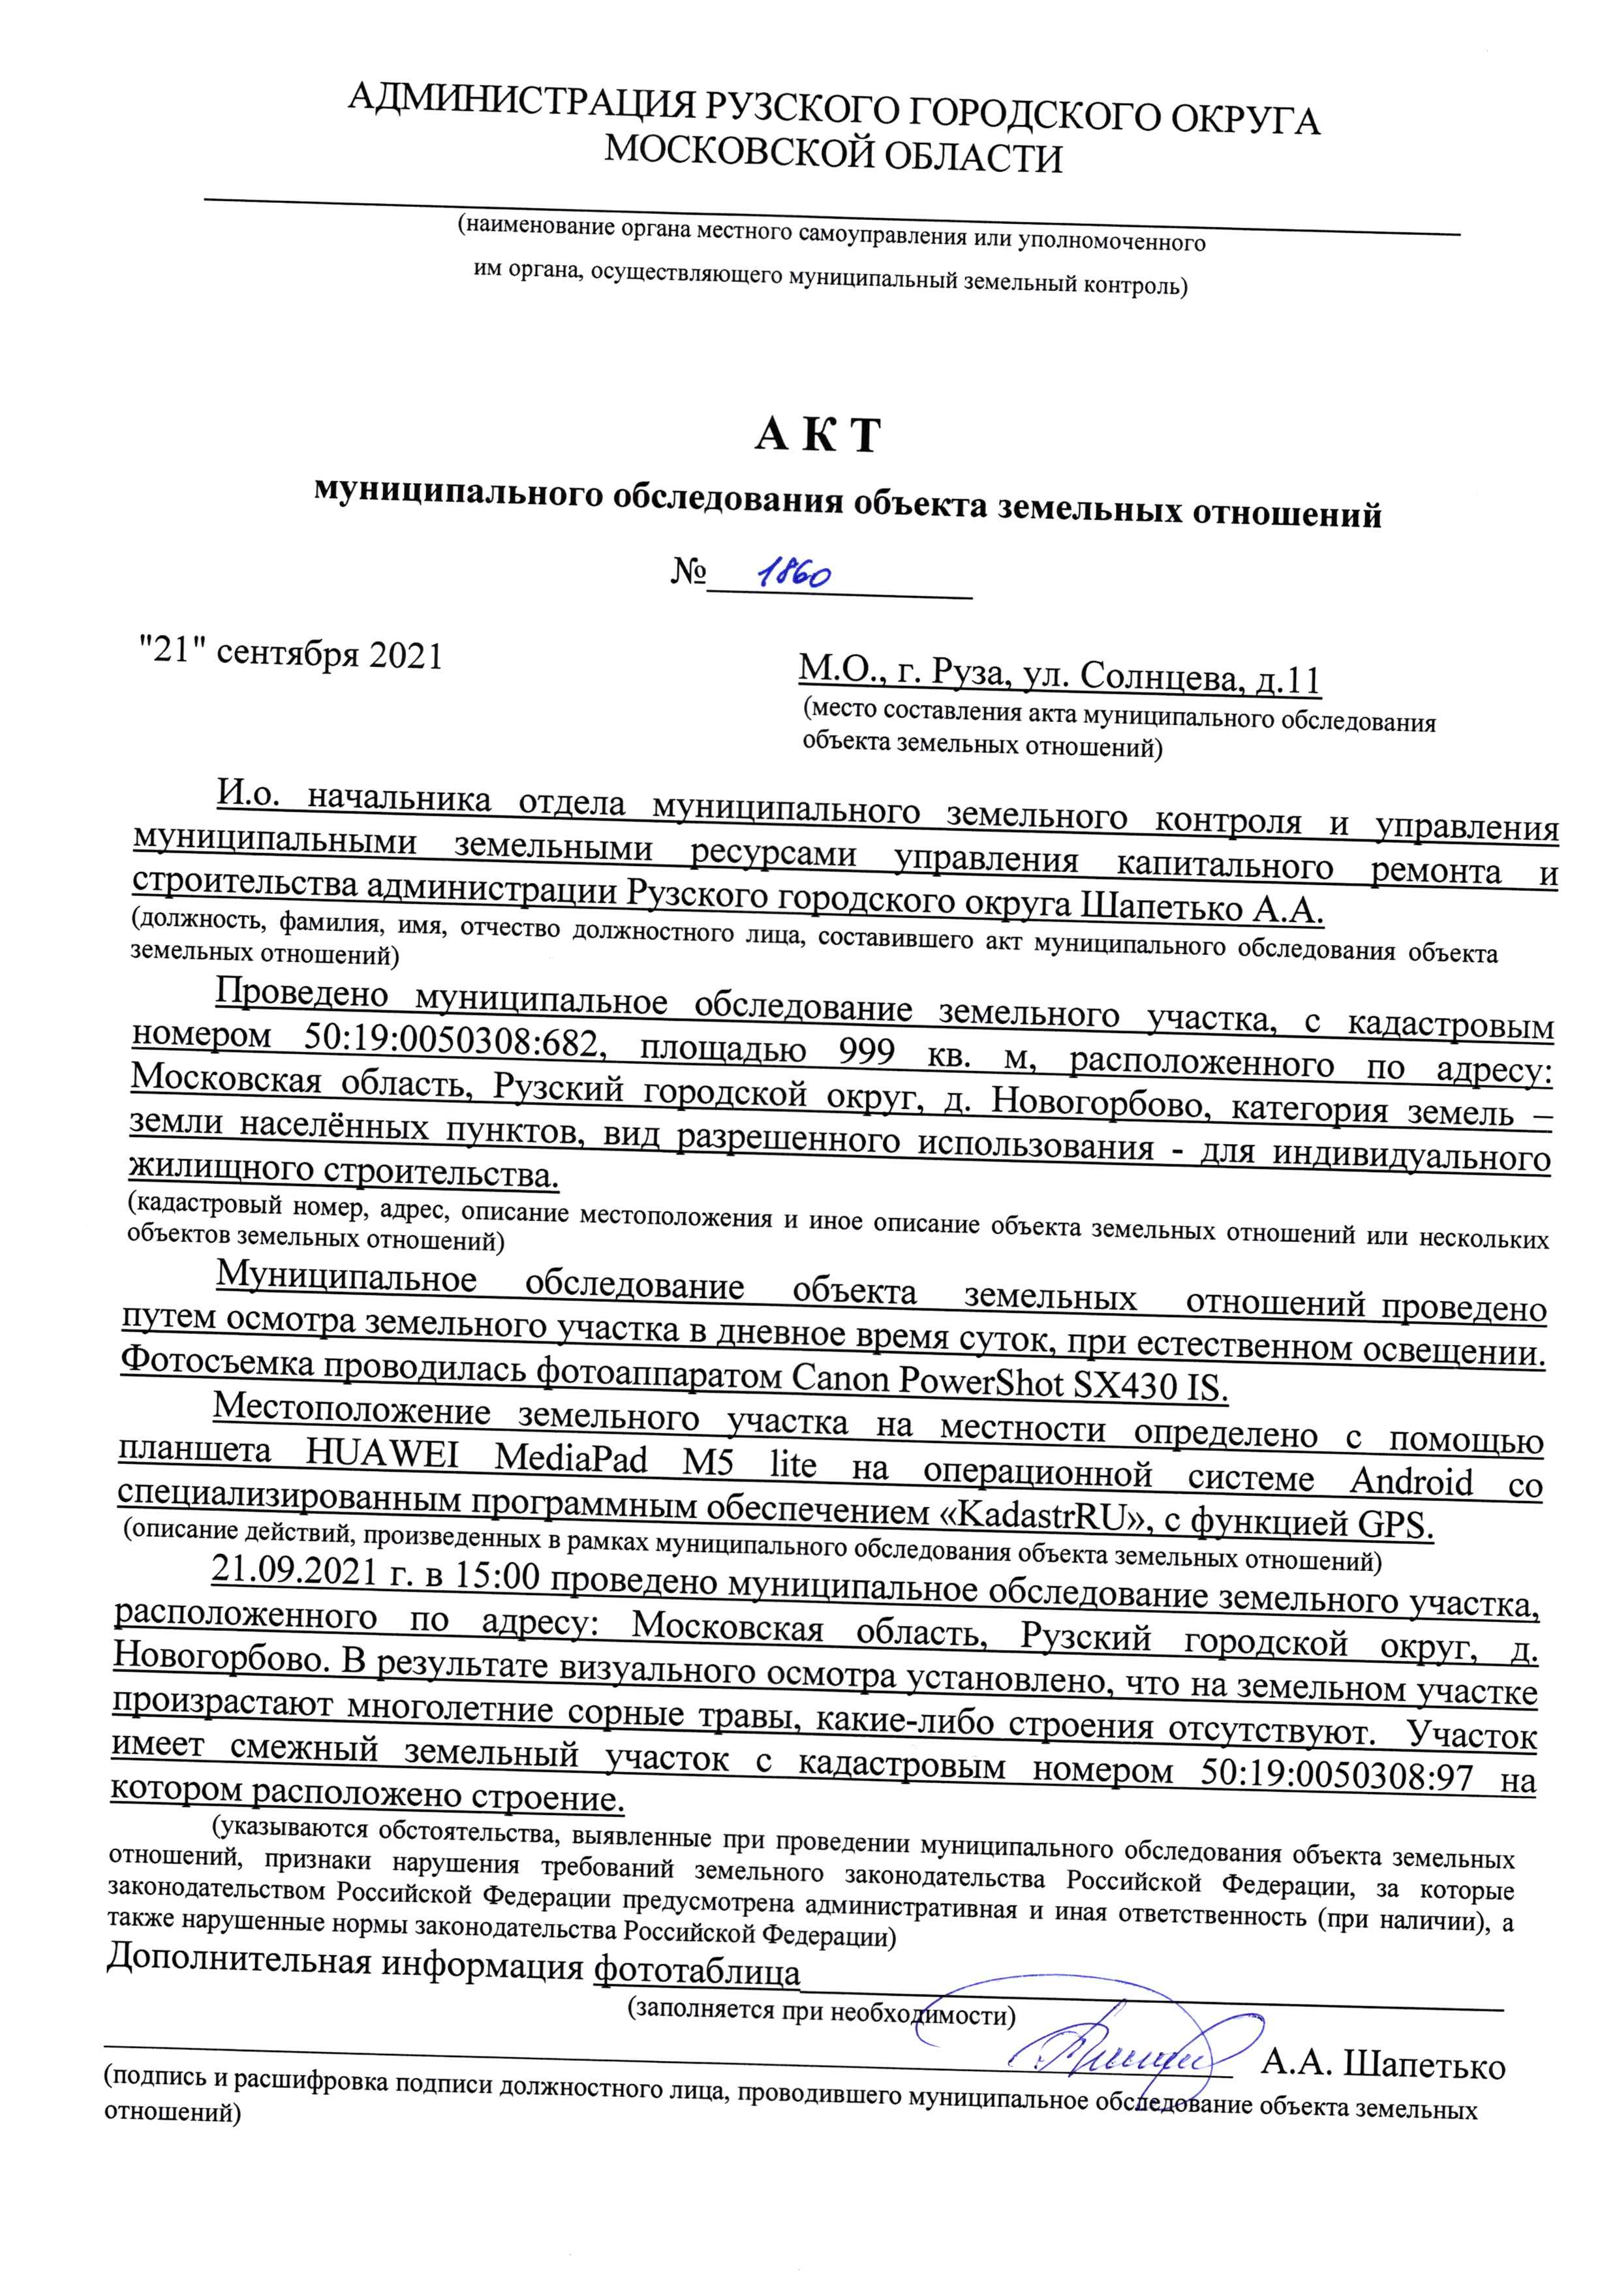 АДМИНИСТРАЦИЯ РУЗСКОГО ГОРОДСКОГО ОКРУГА
МОСКОВСКОЙ ОБЛАСТИ
(наименование органа местного самоуправления или уполномоченного
им органа, осуществляющего муниципальный земельный контроль)
А К Т
муниципального обследования объекта земельных отношений
№ 1860
"21" сентября 2021
М.О., г. Руза, ул. Солнцева, д.11
(место составления акта муниципального обследования
объекта земельных отношений)
И.о. начальника отдела муниципального земельного контроля и управления
муниципальными земельными ресурсами управления капитального ремонта и
строительства администрации Рузского городского округа Шапетько А.А.
(должность, фамилия, имя, отчество должностного лица, составившего акт муниципального обследования объекта
земельных отношений)
Проведено муниципальное обследование земельного участка, с кадастровым
номером 50:19:0050308:682, площадью 999 кв. м, расположенного по адресу:
Московская область, Рузский городской округ, д. Новогорбово, категория земель –
земли населённых пунктов, вид разрешенного использования - для индивидуального
жилищного строительства.
(кадастровый номер, адрес, описание местоположения и иное описание объекта земельных отношений или нескольких
объектов земельных отношений)
Муниципальное обследование объекта земельных отношений проведено
путем осмотра земельного участка в дневное время суток, при естественном освещении.
Фотосъемка проводилась фотоаппаратом Canon PowerShot SX430 IS.
Местоположение земельного участка на местности определено с помощью
планшета HUAWEI MediaPad M5 lite на операционной системе Android со
специализированным программным обеспечением «KadastrRU», с функцией GPS.
(описание действий, произведенных в рамках муниципального обследования объекта земельных отношений)
21.09.2021 г. в 15:00 проведено муниципальное обследование земельного участка,
расположенного по адресу: Московская область, Рузский городской округ, д.
Новогорбово. В результате визуального осмотра установлено, что на земельном участке
произрастают многолетние сорные травы, какие-либо строения отсутствуют. Участок
имеет смежный земельный участок с кадастровым номером 50:19:0050308:97 на
котором расположено строение.
(указываются обстоятельства, выявленные при проведении муниципального обследования объекта земельных
отношений, признаки нарушения требований земельного законодательства Российской Федерации, за которые
законодательством Российской Федерации предусмотрена административная и иная ответственность (при наличии), а
также нарушенные нормы законодательства Российской Федерации)
Дополнительная информация фототаблица
(заполняется при необходимости)
А.А. Шапетько
(подпись и расшифровка подписи должностного лица, проводившего муниципальное обследование объекта земельных
отношений)